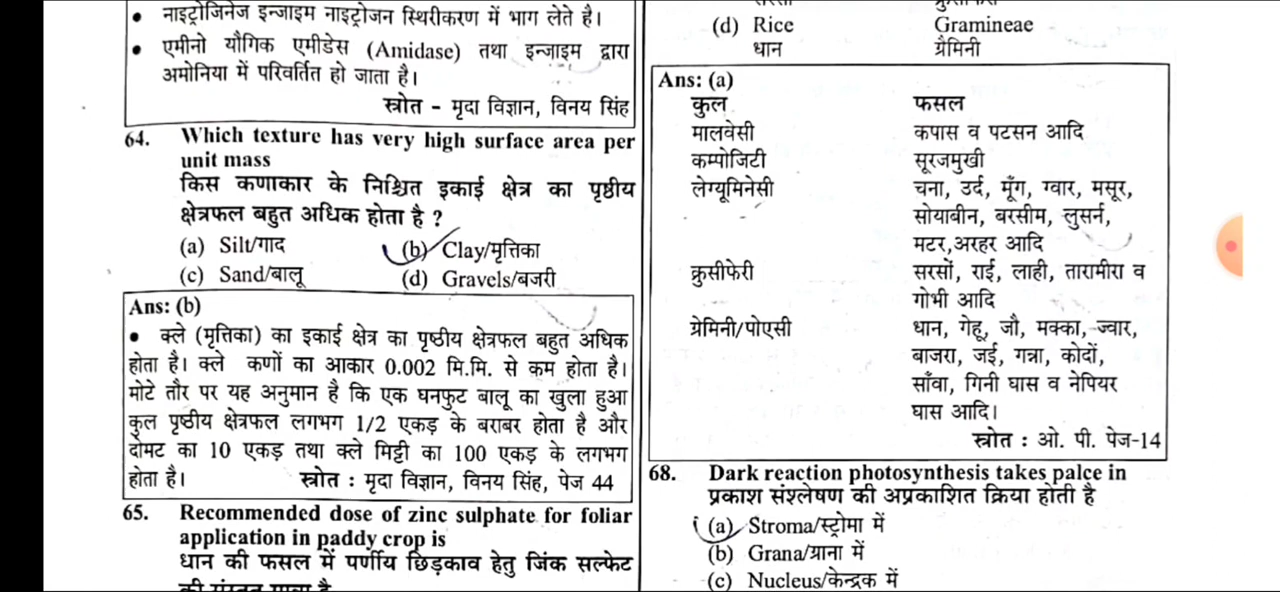 • नाइट्रोजिनेज इन्जाइम नाइट्रोजन स्थिरीकरण में भाग लेते है।
• एमीनो यौगिक एमीडेस (Amidase) तथा इन्जाइम द्वारा
अमोनिया में परिवर्तित हो जाता है।
स्त्रोत – मृदा विज्ञान, विनय सिंह
64. Which texture has very high surface area per
unit mass
किस कणाकार के निश्चित इकाई क्षेत्र का पृष्ठीय
क्षेत्रफल बहुत अधिक होता है ?
(a) Silt/गाद (b) Clay/मृत्तिका
(c) Sand/बालू (d) Gravels/बजरी
Ans: (b)
• क्ले (मृत्तिका) का इकाई क्षेत्र का पृष्ठीय क्षेत्रफल बहुत अधिक
होता है। क्ले कणों का आकार 0.002 मि.मि. से कम होता है।
मोटे तौर पर यह अनुमान है कि एक घनफुट बालू का खुला हुआ
कुल पृष्ठीय क्षेत्रफल लगभग 1/2 एकड़ के बराबर होता है और
दोमट का 10 एकड़ तथा क्ले मिट्टी का 100 एकड़ के लगभग
होता है। स्त्रोत : मृदा विज्ञान, विनय सिंह, पेज 44
65. Recommended dose of zinc sulphate for foliar
application in paddy crop is
धान की फसल में पर्णीय छिड़काव हेतु जिंक सल्फेट
(d) Rice Gramineae
धान ग्रैमिनी
Ans: (a)
कुल फसल
मालवेसी कपास व पटसन आदि
कम्पोजिटी सूरजमुखी
लेग्यूमिनेसी चना, उर्द, मूँग, ग्वार, मसूर,
सोयाबीन, बरसीम, लुसर्न,
मटर,अरहर आदि
क्रुसीफेरी सरसों, राई, लाही, तारामीरा व
गोभी आदि
ग्रेमिनी/पोएसी धान, गेहू, जौ, मक्का, ज्वार,
बाजरा, जई, गन्ना, कोदों,
साँवा, गिनी घास व नेपियर
घास आदि।
स्त्रोत : ओ. पी. पेज-14
68. Dark reaction photosynthesis takes palce in
प्रकाश संश्लेषण की अप्रकाशित क्रिया होती है
(a) Stroma/स्ट्रोमा में
(b) Grana/ग्राना में
(c) Nucleus/केन्द्रक में